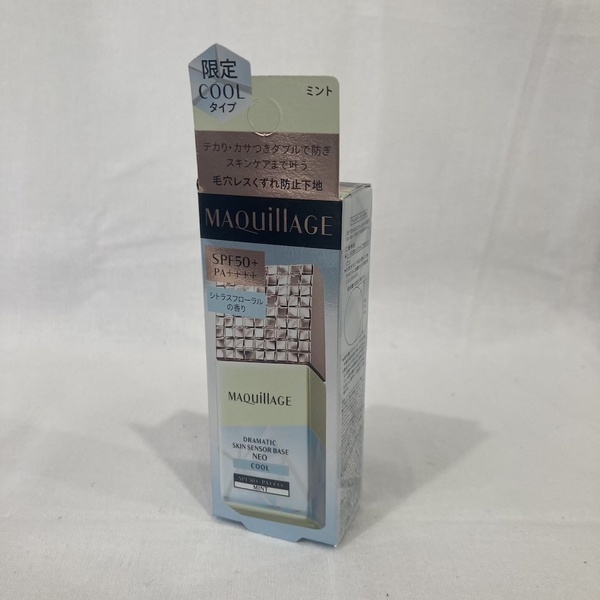 限定
COOL
タイプ
ミント
テカリ・カサつきダブルで防ぎ
スキンケアまで叶う
毛穴レスくずれ防止下地
MAQuillAGE
SPF50+
PA++++
シトラスフローラル
の香り
MAQuillAGE
DRAMATIC
SKIN SENSOR BASE
NEO
COOL
SPF50+ PA++++
MINT